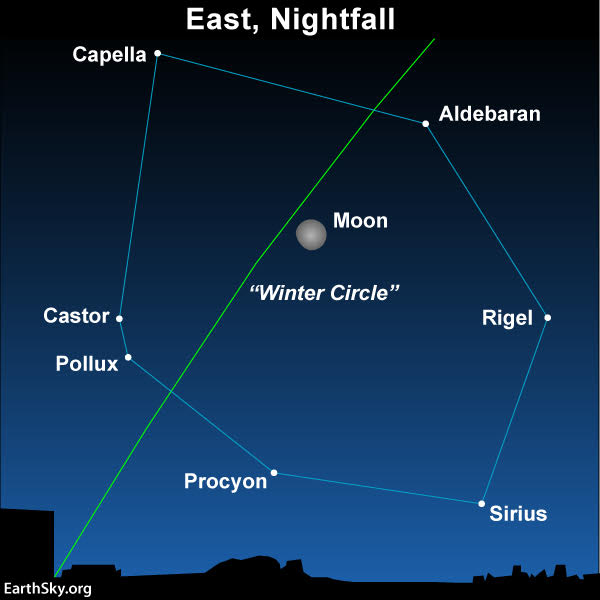 East, Nightfall
Capella
Aldebaran
Moon
“Winter Circle”
Castor
Rigel
Pollux
Procyon
Sirius
EarthSky.org